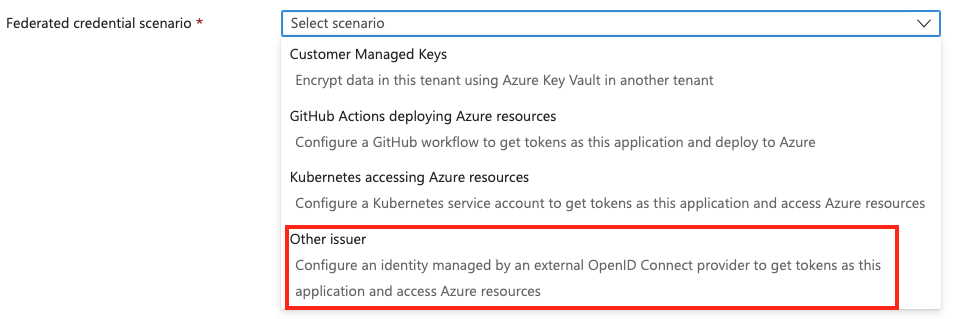 Federated credential scenario *
Select scenario
Customer Managed Keys
Encrypt data in this tenant using Azure Key Vault in another tenant
GitHub Actions deploying Azure resources
Configure a GitHub workflow to get tokens as this application and deploy to Azure
Kubernetes accessing Azure resources
Configure a Kubernetes service account to get tokens as this application and access Azure resources
Other issuer
Configure an identity managed by an external OpenID Connect provider to get tokens as this
application and access Azure resources